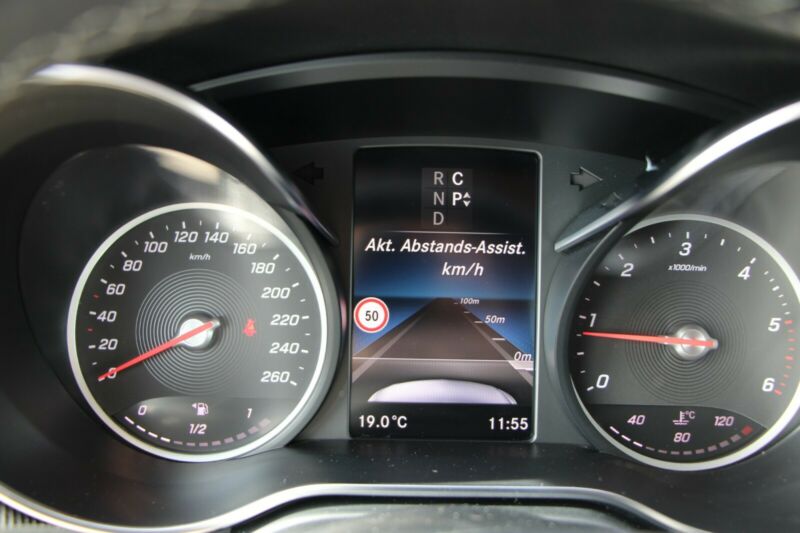 0
20
40
60
80
100
120
140
160
180
200
220
240
260
km/h
0
1/2
1
R C
N P
D
Akt. Abstands-Assist.
km/h
50
100m
50m
0m
19.0°C
11:55
0
1
2
3
4
5
6
x1000/min
40
80
120
°C